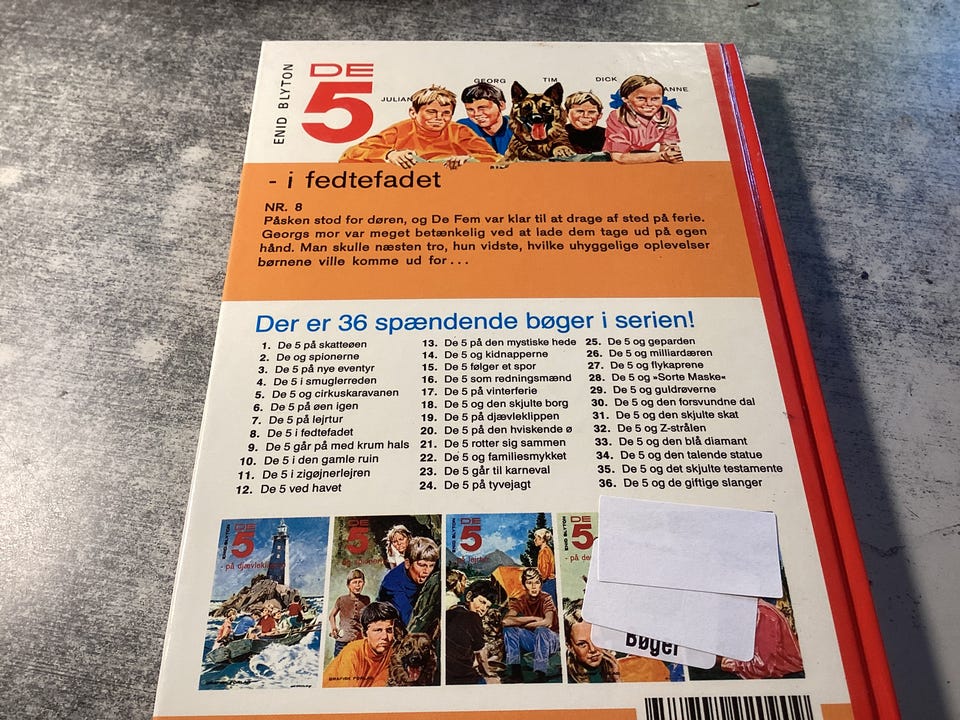 ENID BLYTON
DE
5
JULIAN
GEORG
TIM
DICK
ANNE
- i fedtefadet
NR. 8
Påsken stod for døren, og De Fem var klar til at drage af sted på ferie.
Georgs mor var meget betænkelig ved at lade dem tage ud på egen
hånd. Man skulle næsten tro, hun vidste, hvilke uhyggelige oplevelser
børnene ville komme ud for...
Der er 36 spændende bøger i serien!
1. De 5 på skatteøen
2. De og spionerne
3. De 5 på nye eventyr
4. De 5 i smuglerreden
5. De 5 og cirkuskaravanen
6. De 5 på øen igen
7. De 5 på lejrtur
8. De 5 i fedtefadet
9. De 5 går på med krum hals
10. De 5 i den gamle ruin
11. De 5 i zigøjnerlejren
12. De 5 ved havet
13. De 5 på den mystiske hede
14. De 5 og kidnapperne
15. De 5 følger et spor
16. De 5 som redningsmænd
17. De 5 på vinterferie
18. De 5 og den skjulte borg
19. De 5 på djævleklippen
20. De 5 på den hviskende ø
21. De 5 rotter sig sammen
22. De 5 og familiesmykket
23. De 5 går til karneval
24. De 5 på tyvejagt
25. De 5 og geparden
26. De 5 og milliardæren
27. De 5 og flykaprene
28. De 5 og »Sorte Maske«
29. De 5 og guldrøverne
30. De 5 og den forsvundne dal
31. De 5 og den skjulte skat
32. De 5 og Z-strålen
33. De 5 og den blå diamant
34. De 5 og den talende statue
35. De 5 og det skjulte testamente
36. De 5 og de giftige slanger
ENID BLYTON
DE
5
- på djævleklippen
DE
5
GRAFISK FORLAG
ENID BLYTON
DE
5
lejrtur
ENID BLYTON
DE
5
Bøger